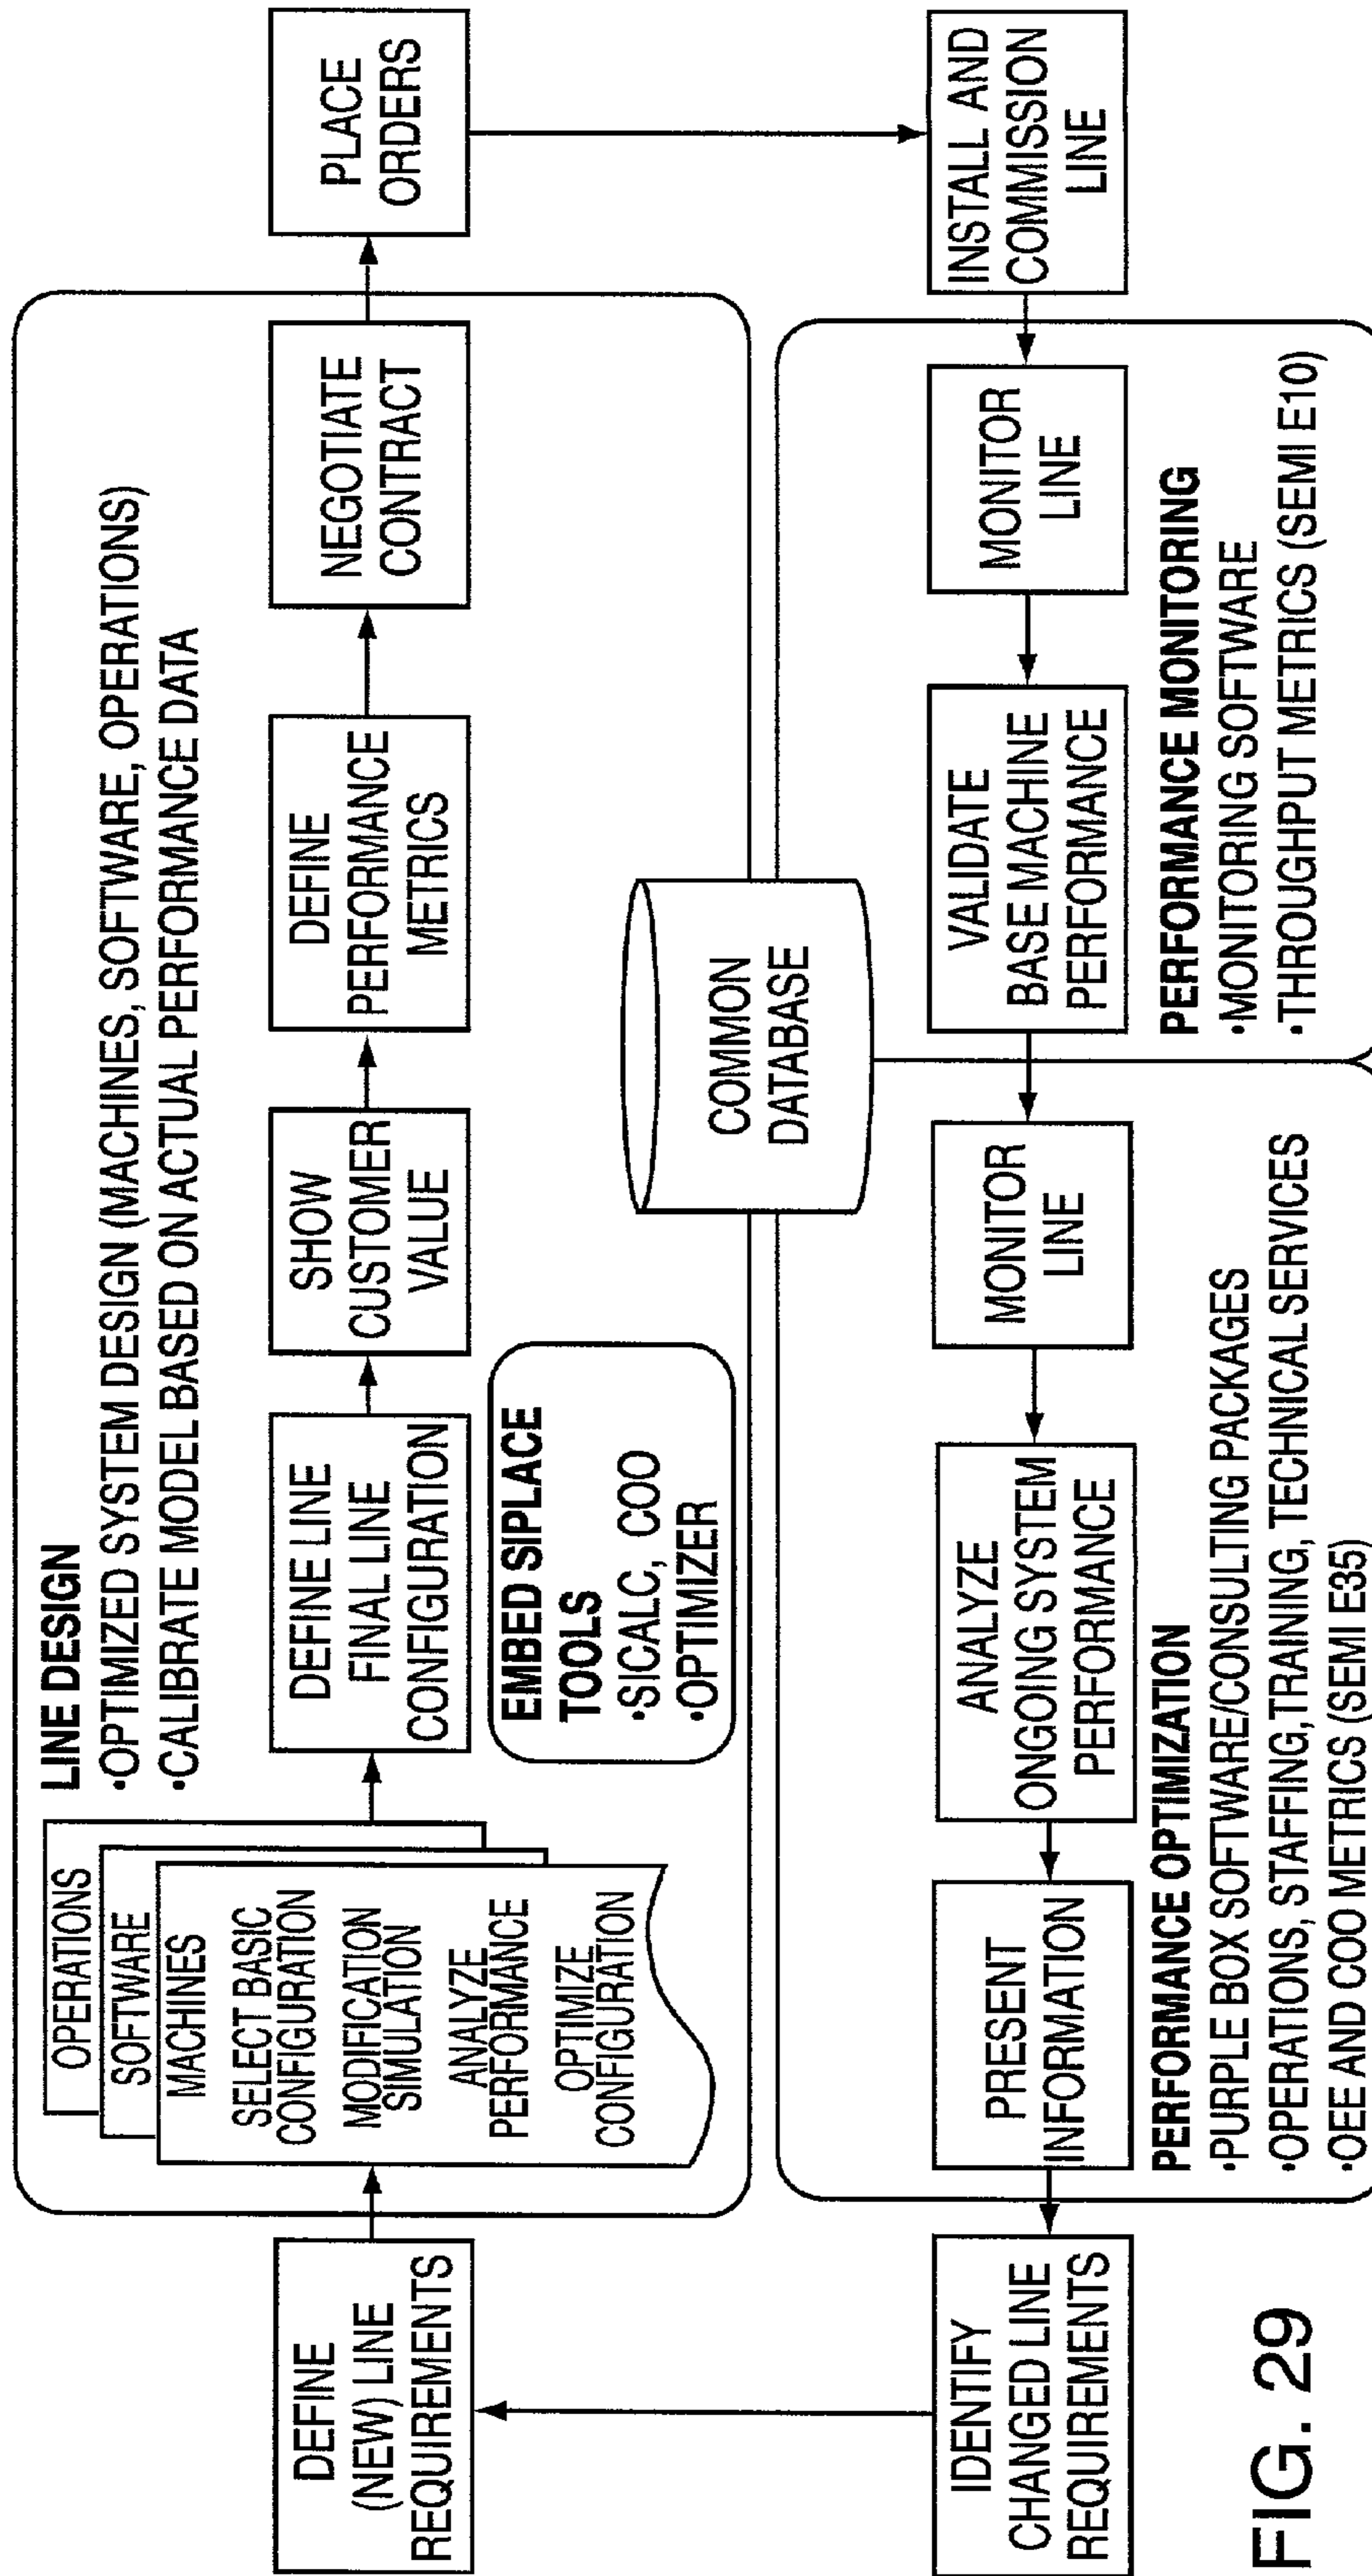 DEFINE
(NEW) LINE
REQUIREMENTS
LINE DESIGN
•OPTIMIZED SYSTEM DESIGN (MACHINES, SOFTWARE, OPERATIONS)
•CALIBRATE MODEL BASED ON ACTUAL PERFORMANCE DATA
OPERATIONS
SOFTWARE
MACHINES
SELECT BASIC
CONFIGURATION
MODIFICATION
SIMULATION
ANALYZE
PERFORMANCE
OPTIMIZE
CONFIGURATION
DEFINE LINE
FINAL LINE
CONFIGURATION
EMBED SIPLACE
TOOLS
•SICALC, COO
•OPTIMIZER
SHOW
CUSTOMER
VALUE
DEFINE
PERFORMANCE
METRICS
NEGOTIATE
CONTRACT
PLACE
ORDERS
COMMON
DATABASE
INSTALL AND
COMMISSION
LINE
MONITOR
LINE
VALIDATE
BASE MACHINE
PERFORMANCE
PERFORMANCE MONITORING
•MONITORING SOFTWARE
•THROUGHPUT METRICS (SEMI E10)
MONITOR
LINE
ANALYZE
ONGOING SYSTEM
PERFORMANCE
PRESENT
INFORMATION
PERFORMANCE OPTIMIZATION
•PURPLE BOX SOFTWARE/CONSULTING PACKAGES
•OPERATIONS, STAFFING, TRAINING, TECHNICAL SERVICES
•OEE AND COO METRICS (SEMI E35)
IDENTIFY
CHANGED LINE
REQUIREMENTS
FIG. 29